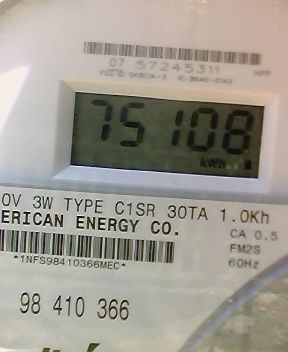 07 57245311
75108
kWh
0V 3W TYPE C1SR 30TA 1.0Kh
ERICAN ENERGY CO.
CA 0.5
FM2S
60Hz
*1NFS98410366MEC*
98 410 366